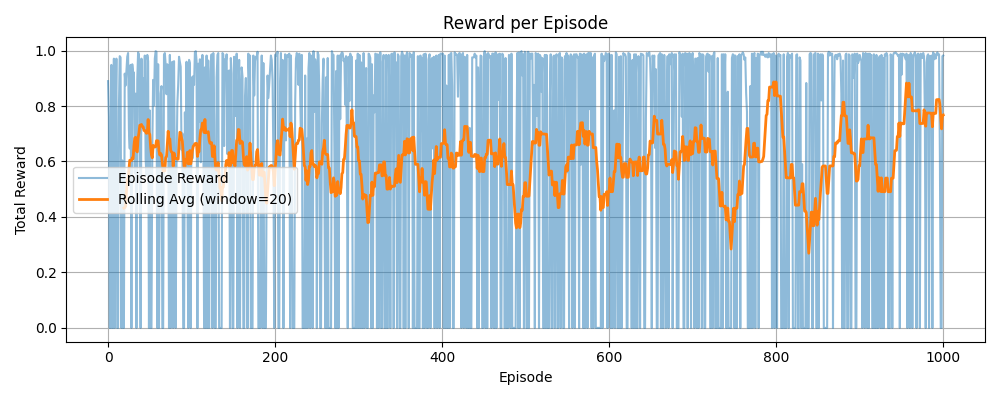 Reward per Episode
Total Reward
1.0
0.8
0.6
0.4
0.2
0.0
Episode Reward
Rolling Avg (window=20)
0
200
400
600
800
1000
Episode